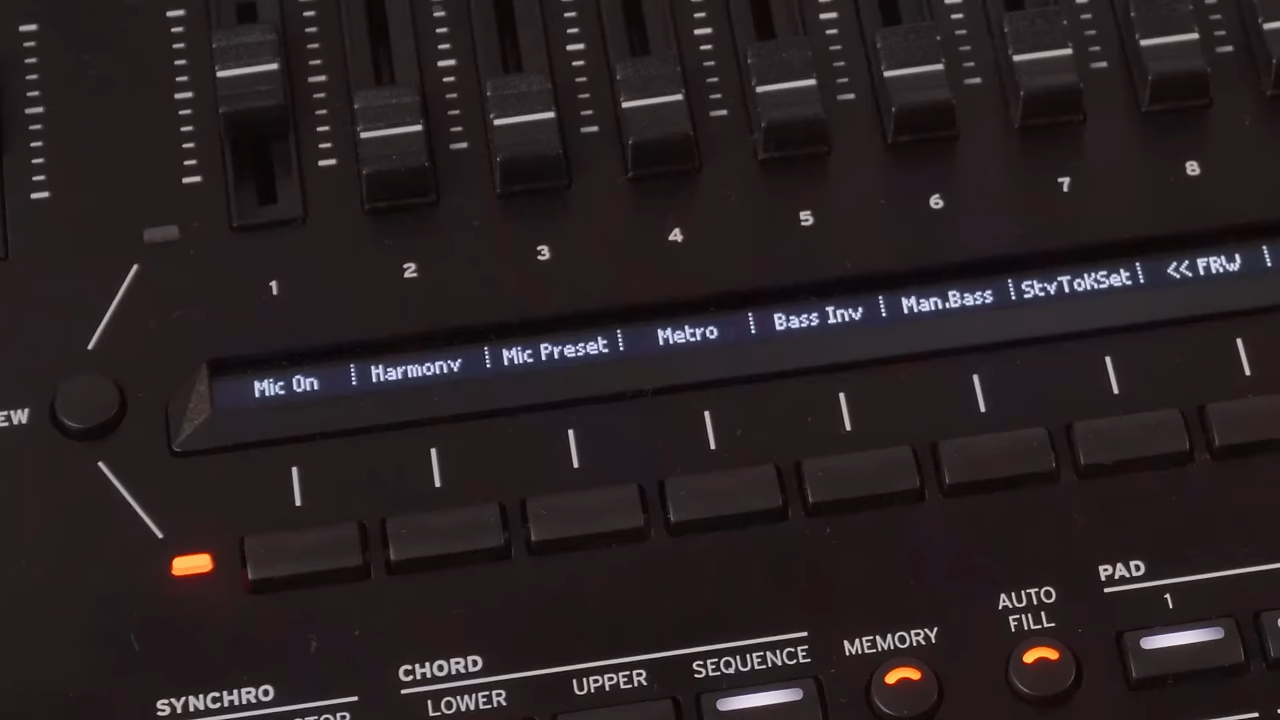 1
2
3
4
5
6
7
8
Mic On
Harmony
Mic Preset
Metro
Bass Inv
Man.Bass
StyToKSet
<< FRW
EW
PAD
1
AUTO
FILL
MEMORY
CHORD
LOWER
UPPER
SEQUENCE
SYNCHRO